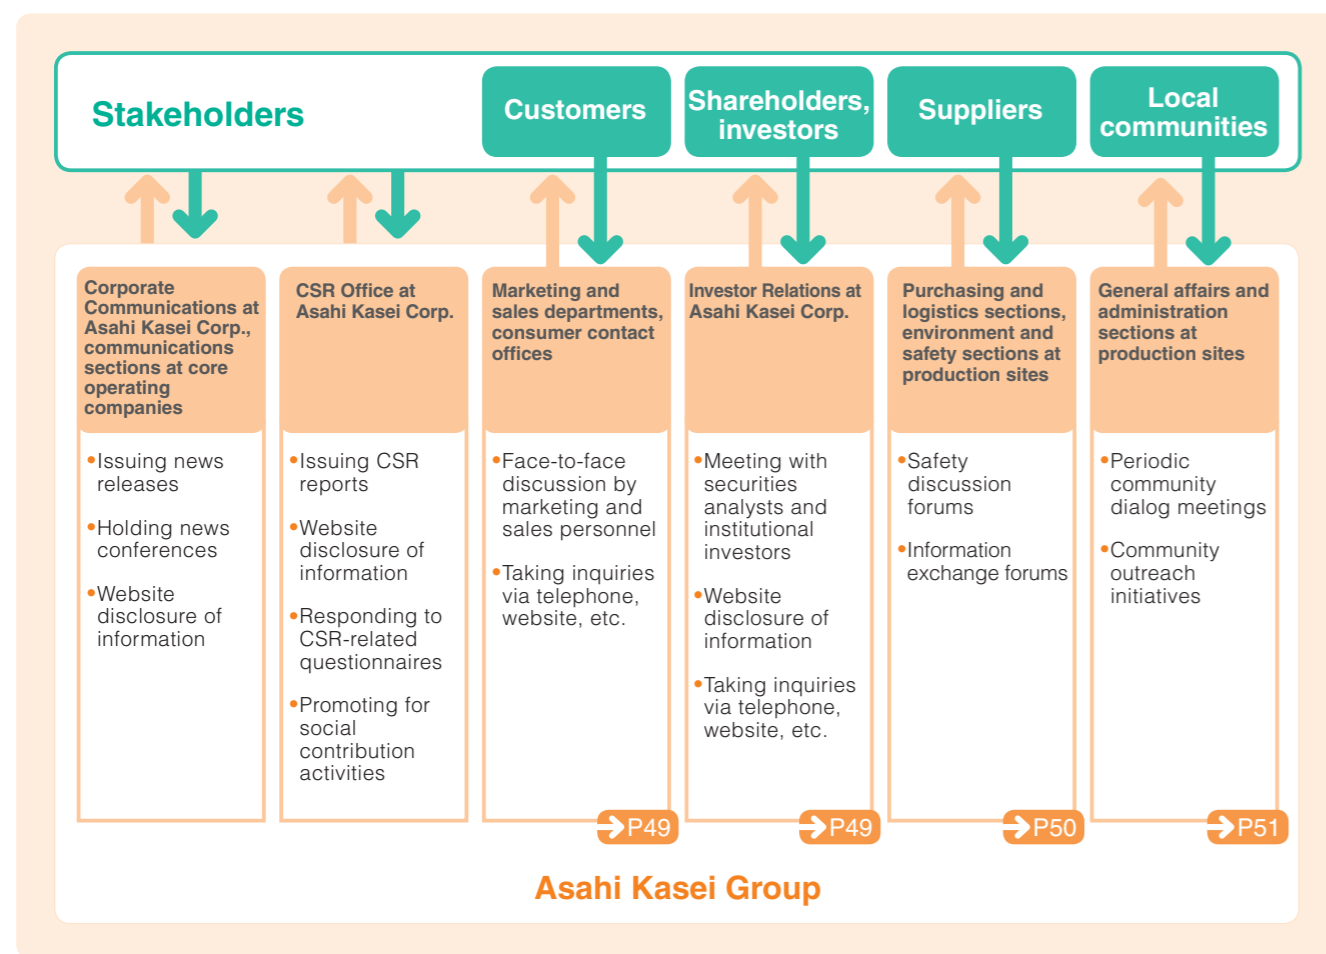 Stakeholders
Customers
Shareholders,
investors
Suppliers
Local
communities
Corporate
Communications at
Asahi Kasei Corp.,
communications
sections at core
operating
companies
•Issuing news
releases
•Holding news
conferences
•Website
disclosure of
information
CSR Office at
Asahi Kasei Corp.
•Issuing CSR
reports
•Website
disclosure of
information
•Responding to
CSR-related
questionnaires
•Promoting for
social
contribution
activities
Marketing and
sales departments,
consumer contact
offices
•Face-to-face
discussion by
marketing and
sales personnel
•Taking inquiries
via telephone,
website, etc.
P49
Investor Relations at
Asahi Kasei Corp.
•Meeting with
securities
analysts and
institutional
investors
•Website
disclosure of
information
•Taking inquiries
via telephone,
website, etc.
P49
Purchasing and
logistics sections,
environment and
safety sections at
production sites
•Safety
discussion
forums
•Information
exchange forums
P50
General affairs and
administration
sections at
production sites
•Periodic
community
dialog meetings
•Community
outreach
initiatives
P51
Asahi Kasei Group